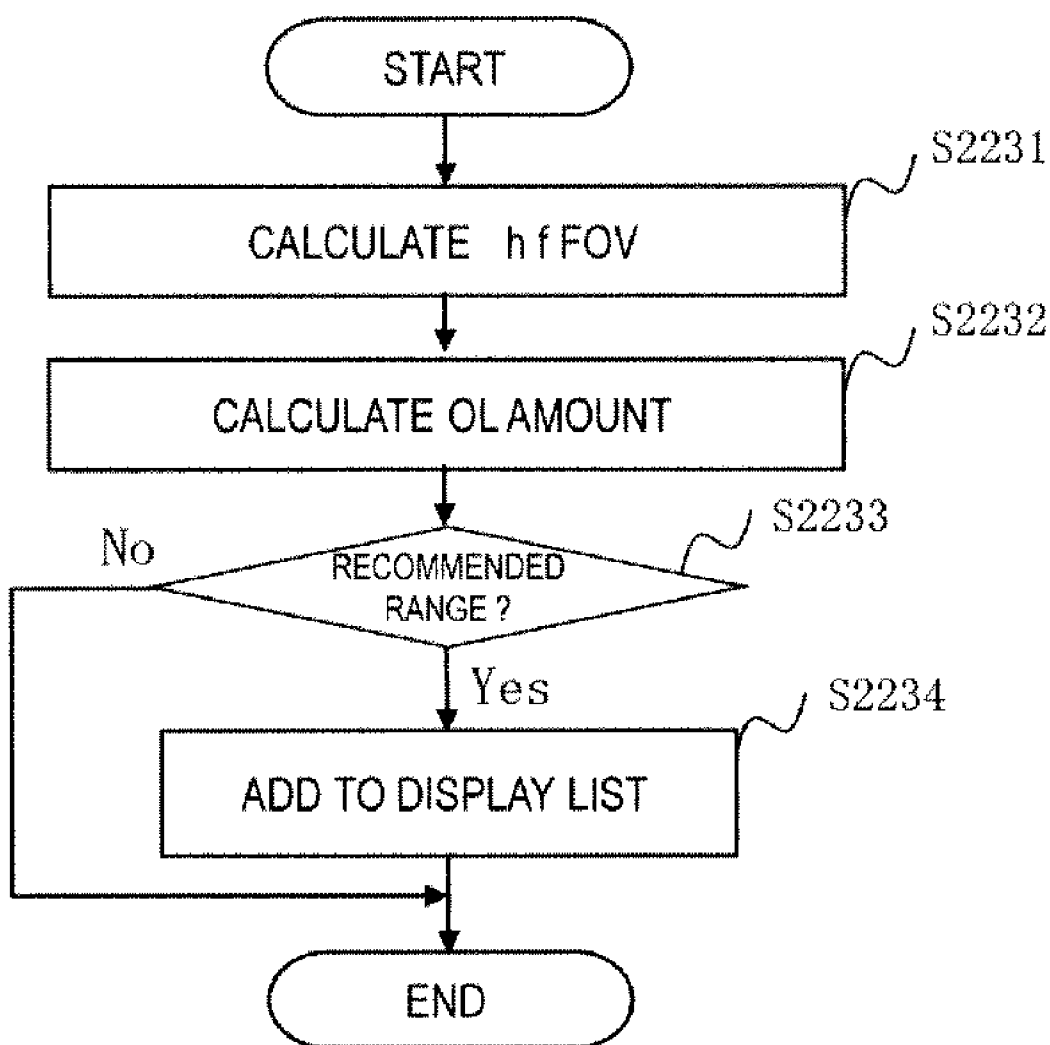 START
S2231
CALCULATE h f FOV
S2232
CALCULATE OL AMOUNT
S2233
No
RECOMMENDED
RANGE ?
Yes
S2234
ADD TO DISPLAY LIST
END